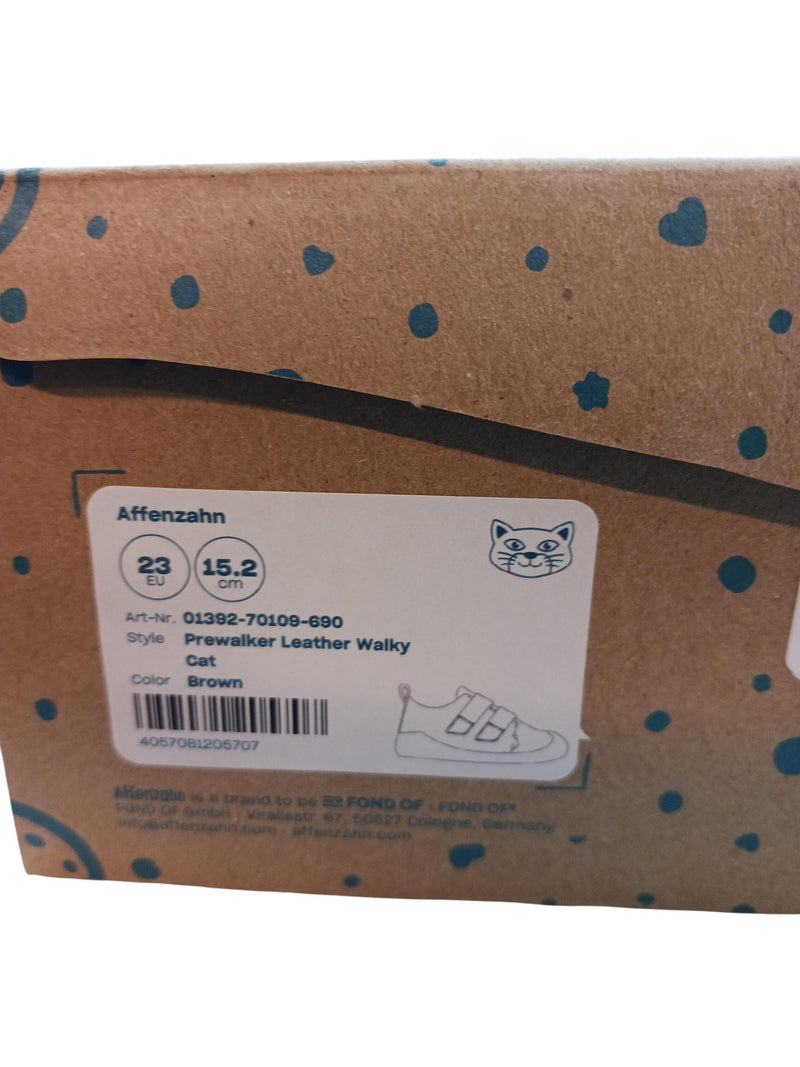 Affenzahn
23 EU
15.2 cm
Art-Nr. 01392-70109-690
Style Prewalker Leather Walky
Cat
Color Brown
4057081205707
Affenzahn is a brand to be FOND OF · FOND OF®
FOND OF GmbH · Vitalisstr. 67, 50827 Cologne, Germany
info@affenzahn.com · affenzahn.com